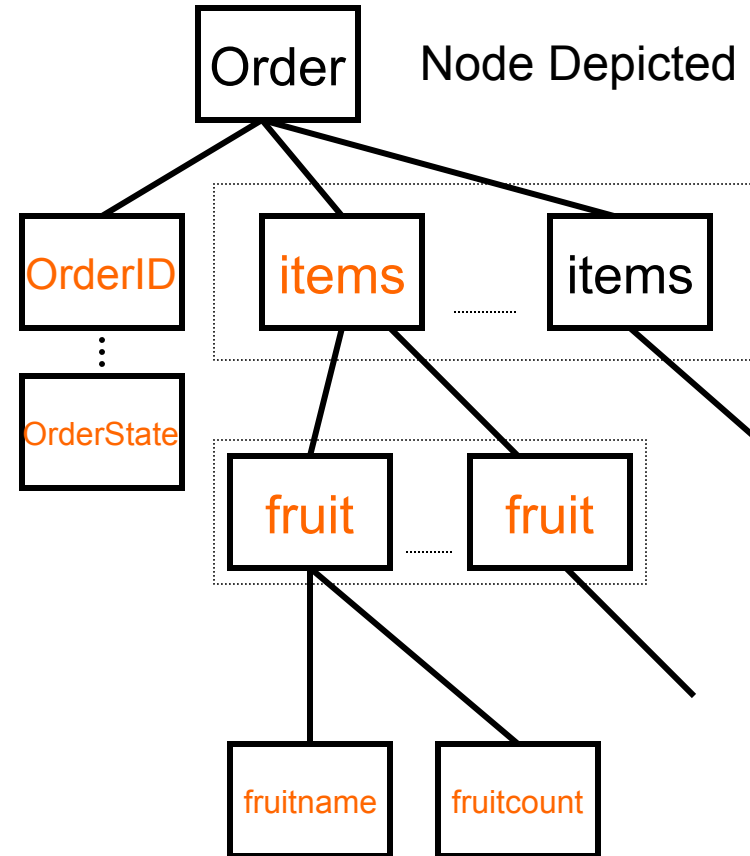 Order
Node Depicted
OrderID
items
items
OrderState
fruit
fruit
fruitname
fruitcount